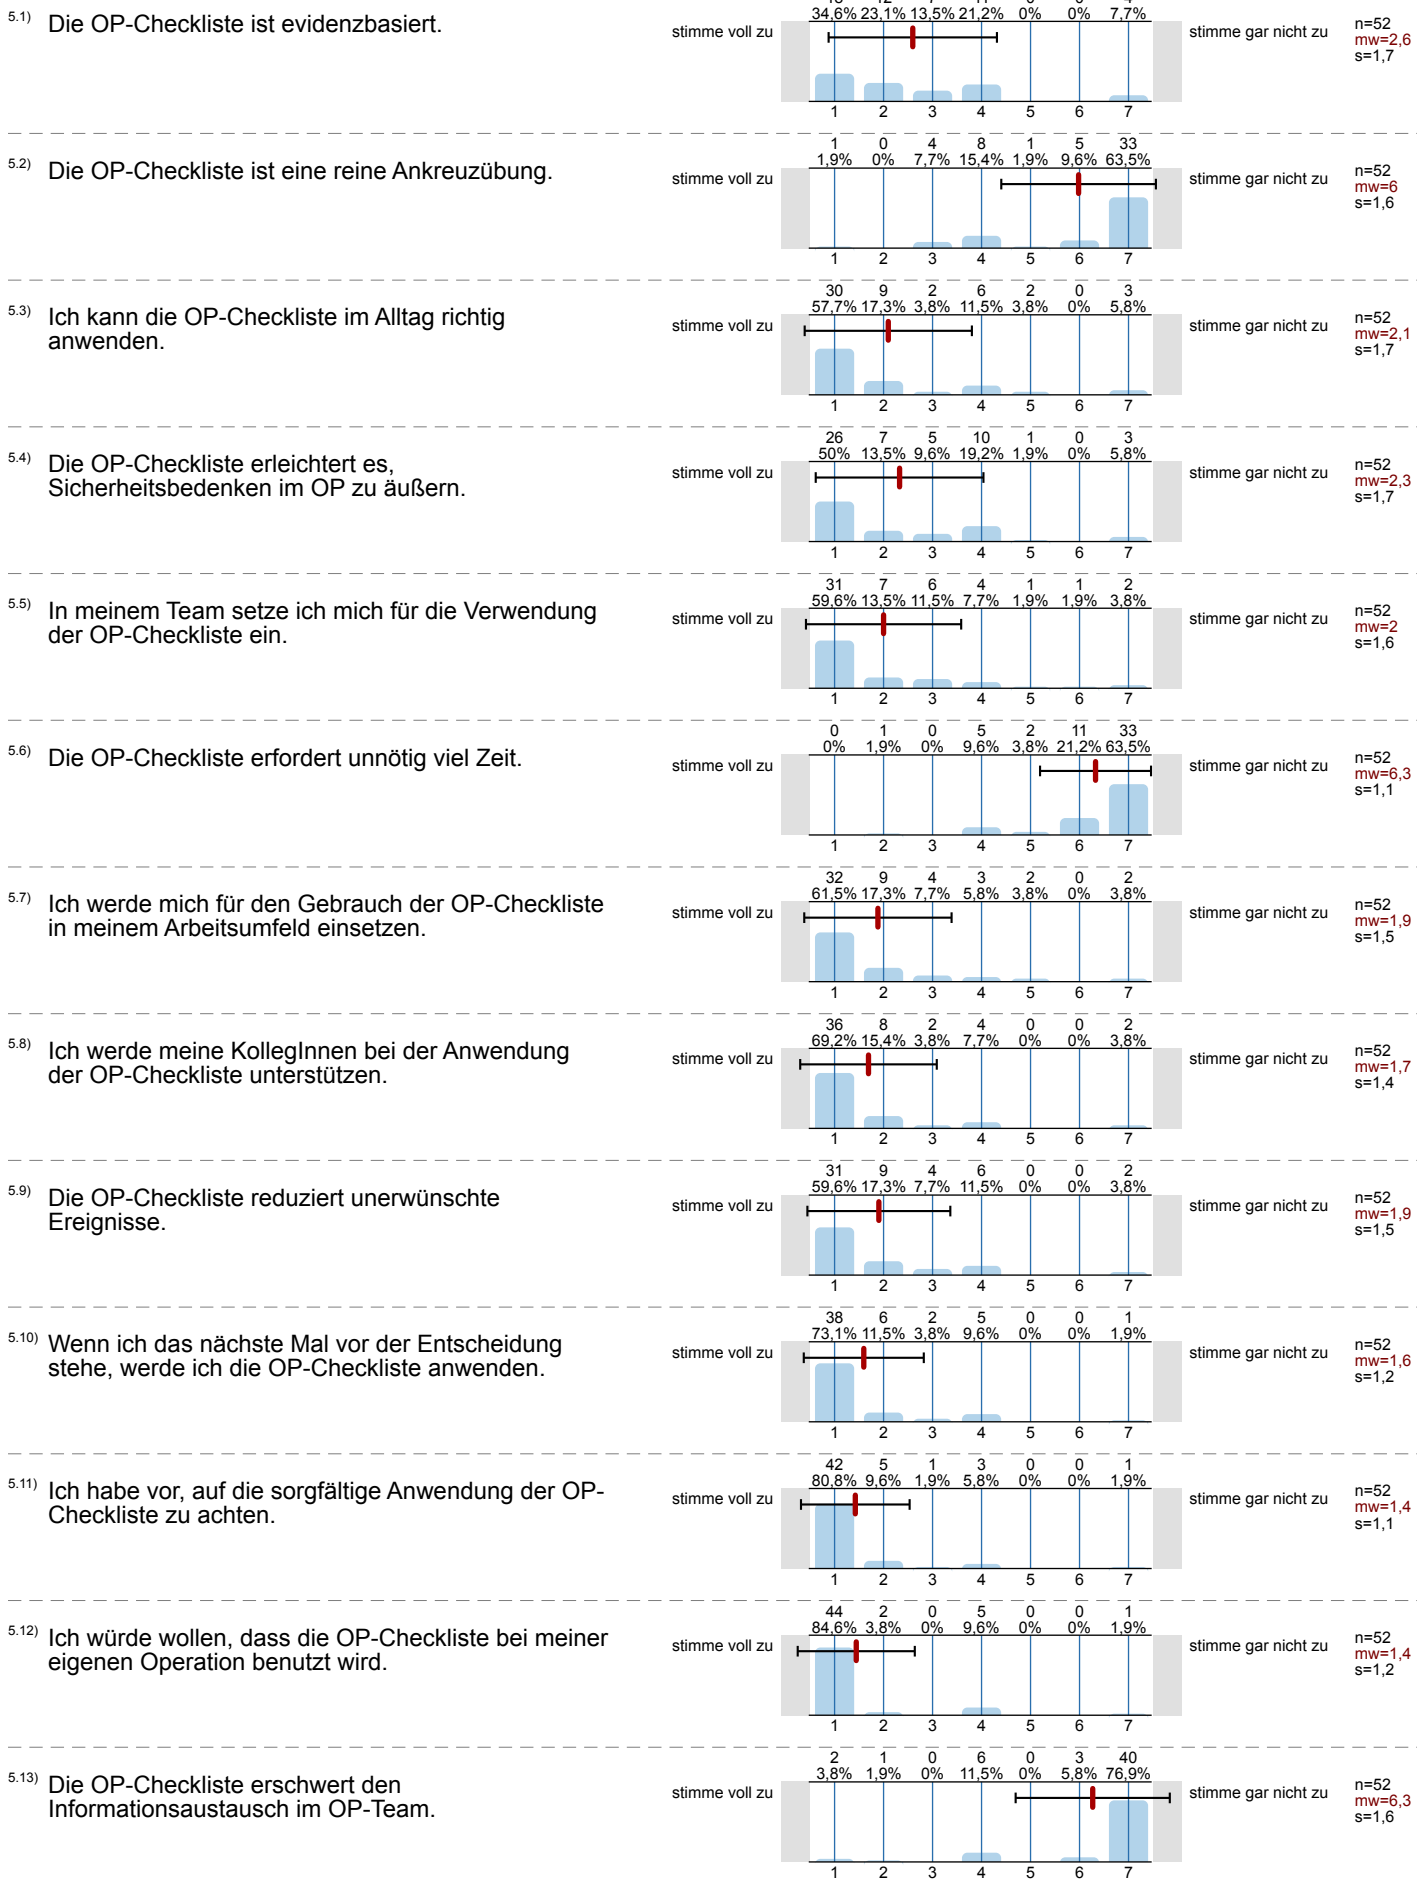 5.1) Die OP-Checkliste ist evidenzbasiert.
34,6% 23,1% 13,5% 21,2% 0% 0% 7,7%
stimme voll zu
stimme gar nicht zu
n=52
mw=2,6
s=1,7
1 2 3 4 5 6 7
5.2) Die OP-Checkliste ist eine reine Ankreuzübung.
1 0 4 8 1 5 33
1,9% 0% 7,7% 15,4% 1,9% 9,6% 63,5%
stimme voll zu
stimme gar nicht zu
n=52
mw=6
s=1,6
1 2 3 4 5 6 7
5.3) Ich kann die OP-Checkliste im Alltag richtig
anwenden.
30 9 2 6 2 0 3
57,7% 17,3% 3,8% 11,5% 3,8% 0% 5,8%
stimme voll zu
stimme gar nicht zu
n=52
mw=2,1
s=1,7
1 2 3 4 5 6 7
5.4) Die OP-Checkliste erleichtert es,
Sicherheitsbedenken im OP zu äußern.
26 7 5 10 1 0 3
50% 13,5% 9,6% 19,2% 1,9% 0% 5,8%
stimme voll zu
stimme gar nicht zu
n=52
mw=2,3
s=1,7
1 2 3 4 5 6 7
5.5) In meinem Team setze ich mich für die Verwendung
der OP-Checkliste ein.
31 7 6 4 1 1 2
59,6% 13,5% 11,5% 7,7% 1,9% 1,9% 3,8%
stimme voll zu
stimme gar nicht zu
n=52
mw=2
s=1,6
1 2 3 4 5 6 7
5.6) Die OP-Checkliste erfordert unnötig viel Zeit.
0 1 0 5 2 11 33
0% 1,9% 0% 9,6% 3,8% 21,2% 63,5%
stimme voll zu
stimme gar nicht zu
n=52
mw=6,3
s=1,1
1 2 3 4 5 6 7
5.7) Ich werde mich für den Gebrauch der OP-Checkliste
in meinem Arbeitsumfeld einsetzen.
32 9 4 3 2 0 2
61,5% 17,3% 7,7% 5,8% 3,8% 0% 3,8%
stimme voll zu
stimme gar nicht zu
n=52
mw=1,9
s=1,5
1 2 3 4 5 6 7
5.8) Ich werde meine KollegInnen bei der Anwendung
der OP-Checkliste unterstützen.
36 8 2 4 0 0 2
69,2% 15,4% 3,8% 7,7% 0% 0% 3,8%
stimme voll zu
stimme gar nicht zu
n=52
mw=1,7
s=1,4
1 2 3 4 5 6 7
5.9) Die OP-Checkliste reduziert unerwünschte
Ereignisse.
31 9 4 6 0 0 2
59,6% 17,3% 7,7% 11,5% 0% 0% 3,8%
stimme voll zu
stimme gar nicht zu
n=52
mw=1,9
s=1,5
1 2 3 4 5 6 7
5.10) Wenn ich das nächste Mal vor der Entscheidung
stehe, werde ich die OP-Checkliste anwenden.
38 6 2 5 0 0 1
73,1% 11,5% 3,8% 9,6% 0% 0% 1,9%
stimme voll zu
stimme gar nicht zu
n=52
mw=1,6
s=1,2
1 2 3 4 5 6 7
5.11) Ich habe vor, auf die sorgfältige Anwendung der OP-
Checkliste zu achten.
42 5 1 3 0 0 1
80,8% 9,6% 1,9% 5,8% 0% 0% 1,9%
stimme voll zu
stimme gar nicht zu
n=52
mw=1,4
s=1,1
1 2 3 4 5 6 7
5.12) Ich würde wollen, dass die OP-Checkliste bei meiner
eigenen Operation benutzt wird.
44 2 0 5 0 0 1
84,6% 3,8% 0% 9,6% 0% 0% 1,9%
stimme voll zu
stimme gar nicht zu
n=52
mw=1,4
s=1,2
1 2 3 4 5 6 7
5.13) Die OP-Checkliste erschwert den
Informationsaustausch im OP-Team.
2 1 0 6 0 3 40
3,8% 1,9% 0% 11,5% 0% 5,8% 76,9%
stimme voll zu
stimme gar nicht zu
n=52
mw=6,3
s=1,6
1 2 3 4 5 6 7